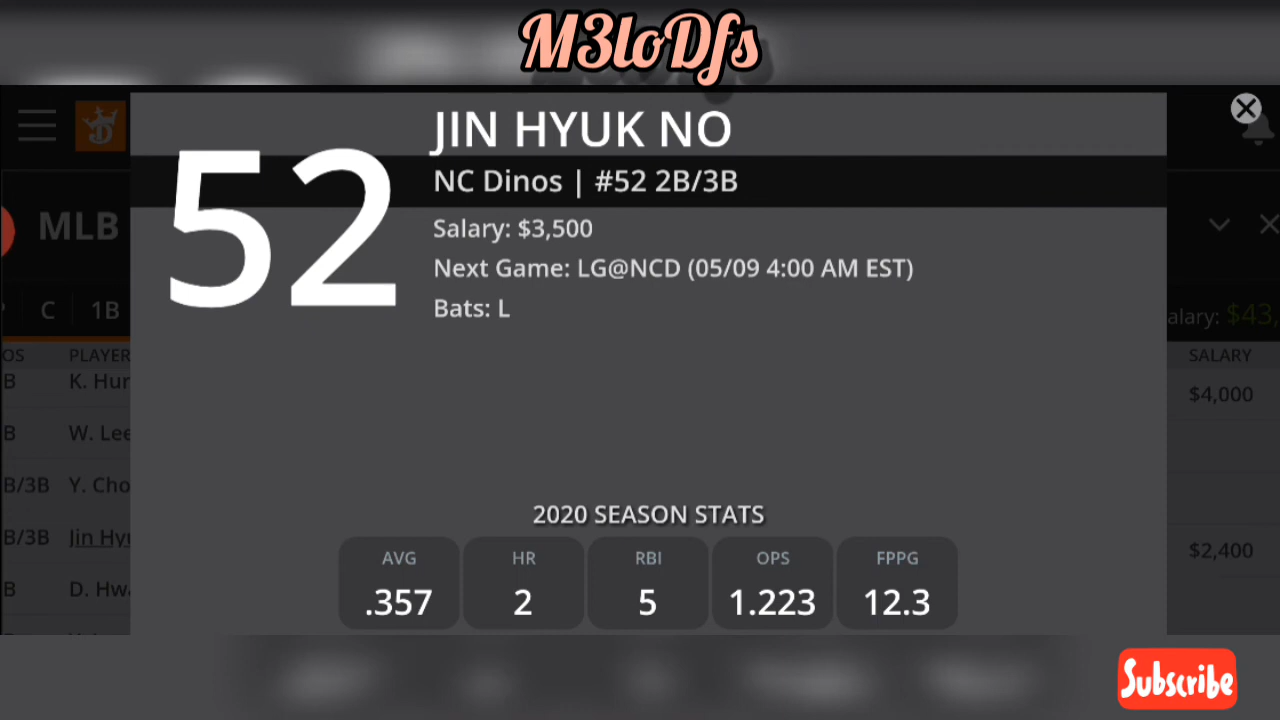 M3loDfs
JIN HYUK NO
52
NC Dinos | #52 2B/3B
MLB
Salary: $3,500
Next Game: LG@NCD (05/09 4:00 AM EST)
Bats: L
C 1B
alary: $43
OS PLAYER
SALARY
B K. Hur
$4,000
B W. Lee
B/3B Y. Cho
2020 SEASON STATS
B/3B Jin Hy
$2,400
AVG HR RBI OPS FPPG
B D. Hwa
.357 2 5 1.223 12.3
Subscribe